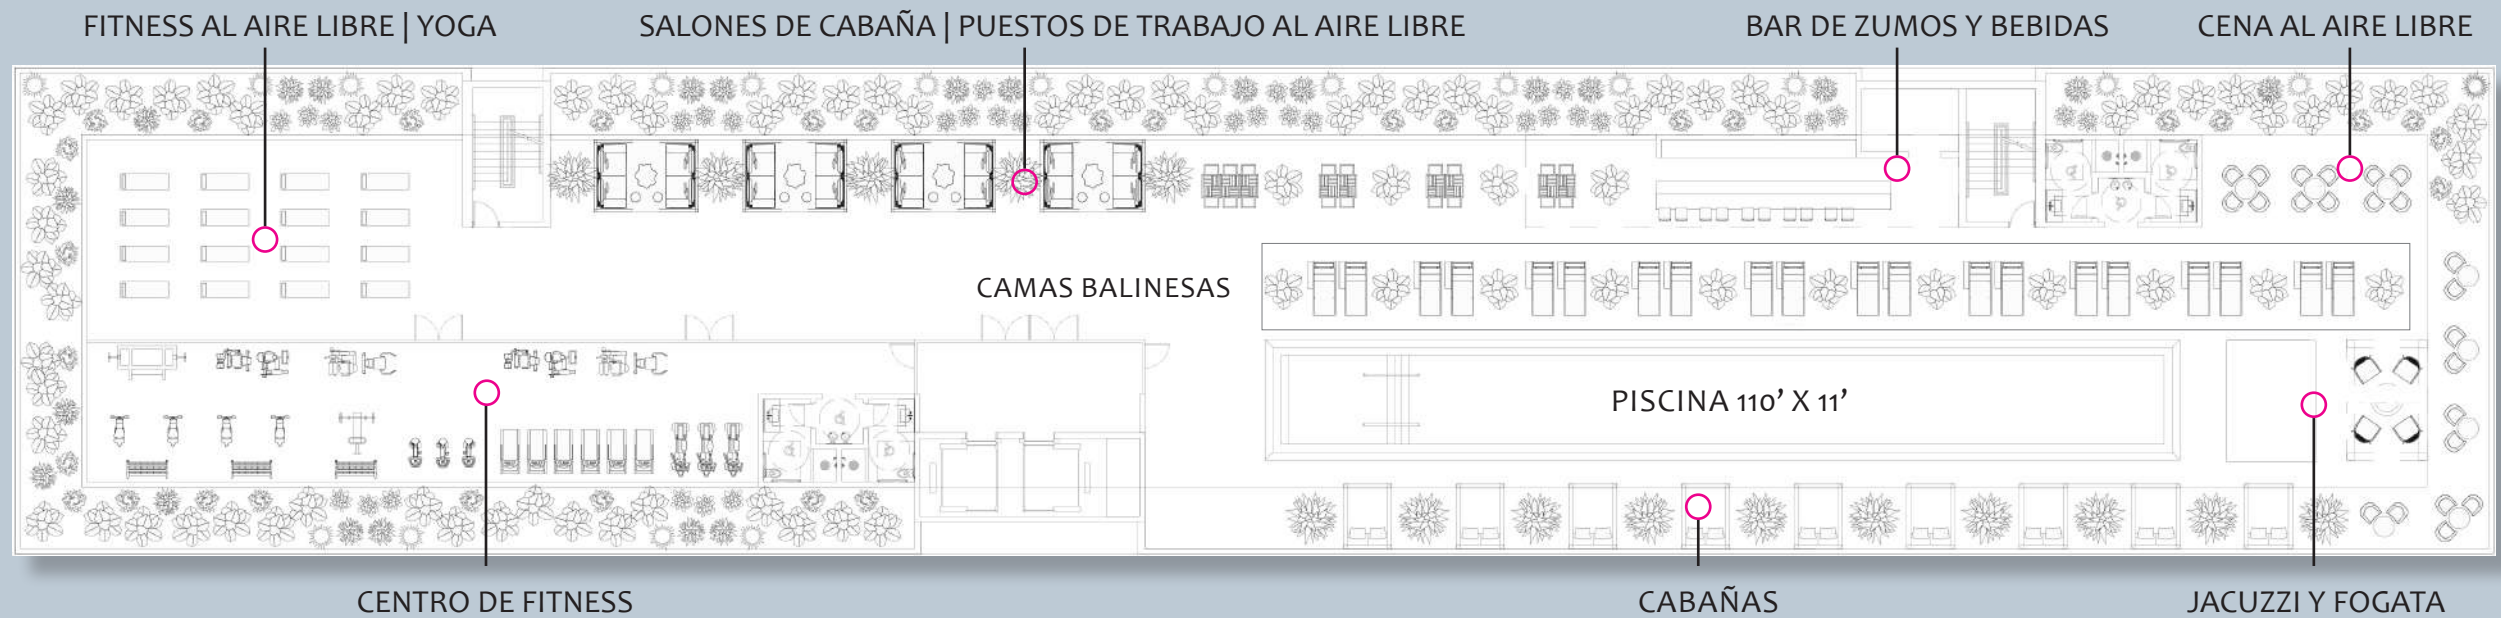 FITNESS AL AIRE LIBRE | YOGA
SALONES DE CABAÑA | PUESTOS DE TRABAJO AL AIRE LIBRE
BAR DE ZUMOS Y BEBIDAS
CENA AL AIRE LIBRE
CAMAS BALINESAS
PISCINA 110’ X 11’
CENTRO DE FITNESS
CABAÑAS
JACUZZI Y FOGATA